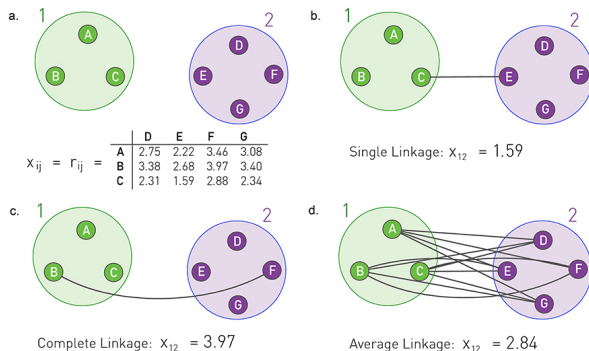 a.
1
2
A
B
C
D
E
F
G
x_ij = r_ij =
D E F G
A 2.75 2.22 3.46 3.08
B 3.38 2.68 3.97 3.40
C 2.31 1.59 2.88 2.34
b.
1
2
A
B
C
D
E
F
G
Single Linkage: x_12 = 1.59
c.
1
2
A
B
C
D
E
F
G
Complete Linkage: x_12 = 3.97
d.
1
2
A
B
C
D
E
F
G
Average Linkage: x_12 = 2.84